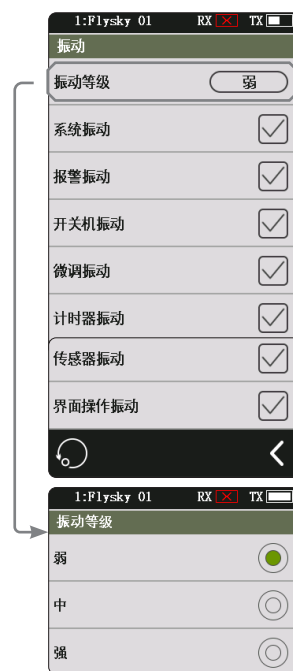 1:Flysky 01 RX TX
振动
振动等级 弱
系统振动
报警振动
开关机振动
微调振动
计时器振动
传感器振动
界面操作振动
1:Flysky 01 RX TX
振动等级
弱
中
强